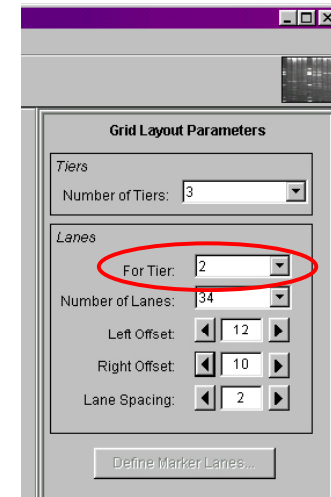 Grid Layout Parameters
Tiers
Number of Tiers: 3
Lanes
For Tier: 2
Number of Lanes: 34
Left Offset: 12
Right Offset: 10
Lane Spacing: 2
Define Marker Lanes...